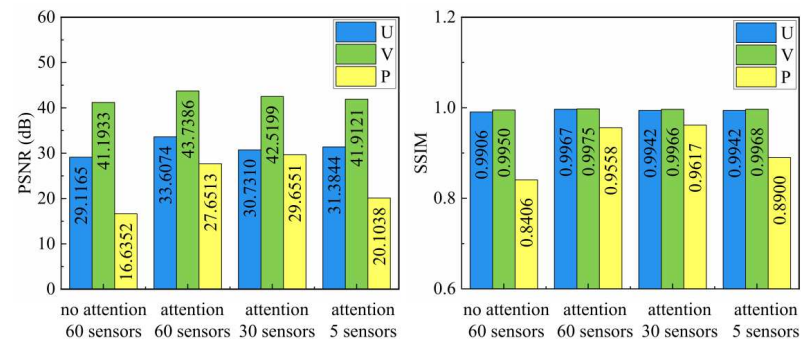 60
50
40
30
20
10
0
PSNR (dB)
U
V
P
29.1165
41.1933
16.6352
33.6074
43.7386
27.6513
30.7310
42.5199
29.6551
31.3844
41.9121
20.1038
no attention
60 sensors
attention
60 sensors
attention
30 sensors
attention
5 sensors
1.2
1.0
0.8
0.6
SSIM
U
V
P
0.9906
0.9950
0.8406
0.9967
0.9975
0.9558
0.9942
0.9966
0.9617
0.9942
0.9968
0.8900
no attention
60 sensors
attention
60 sensors
attention
30 sensors
attention
5 sensors